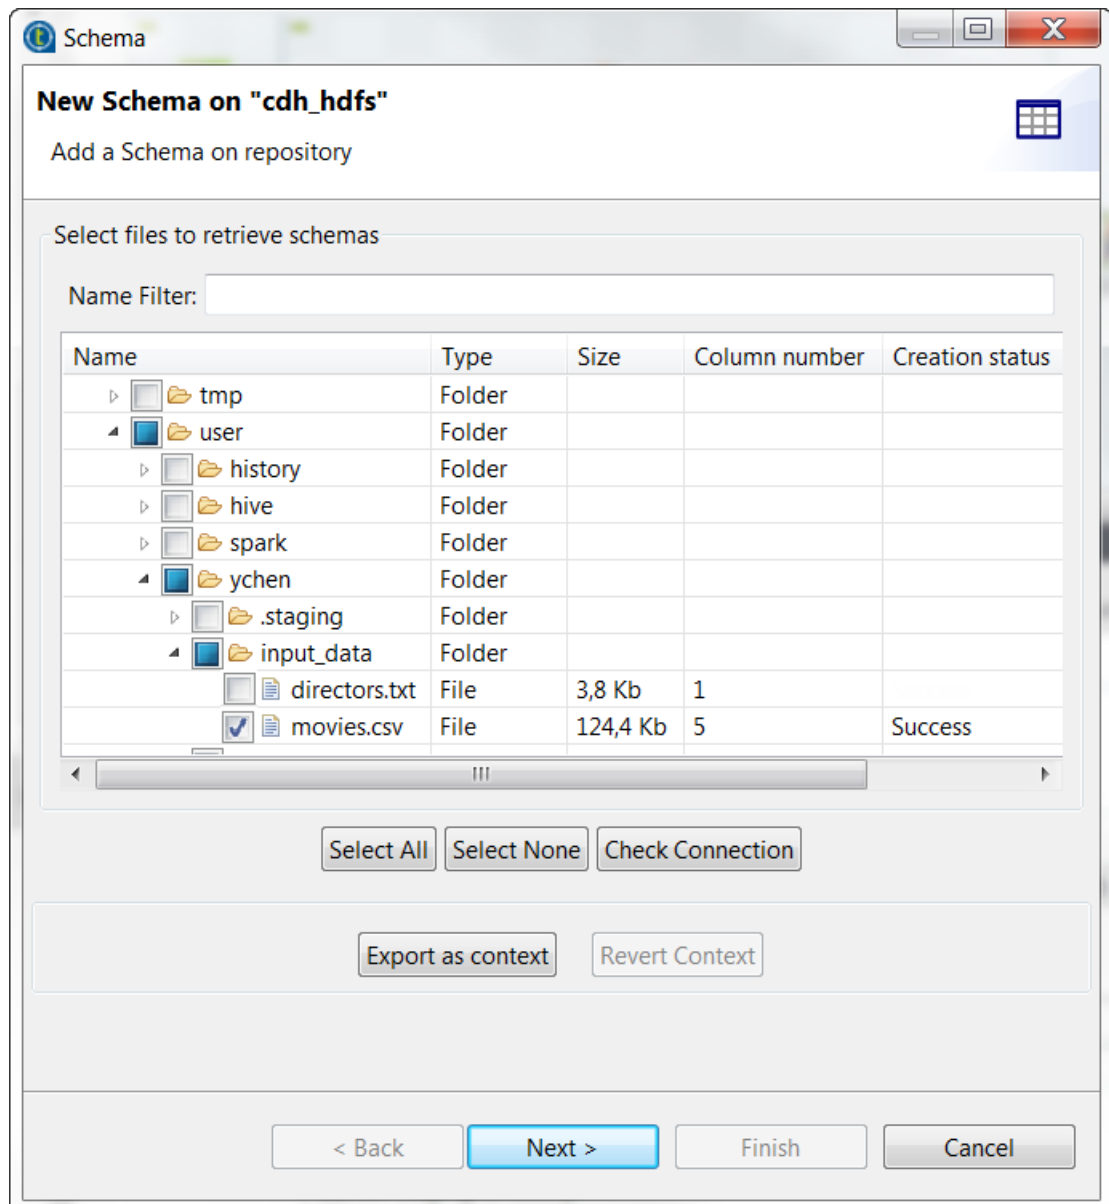 Schema
New Schema on "cdh_hdfs"
Add a Schema on repository
Select files to retrieve schemas
Name Filter:
Name Type Size Column number Creation status
tmp Folder
user Folder
history Folder
hive Folder
spark Folder
ychen Folder
.staging Folder
input_data Folder
directors.txt File 3,8 Kb 1
movies.csv File 124,4 Kb 5 Success
Select All Select None Check Connection
Export as context Revert Context
< Back Next > Finish Cancel